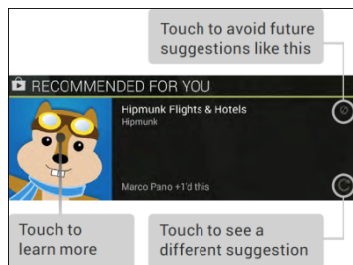 Touch to avoid future
suggestions like this
RECOMMENDED FOR YOU
Hipmunk Flights & Hotels
Hipmunk
Marco Pano +1'd this
Touch to
learn more
Touch to see a
different suggestion